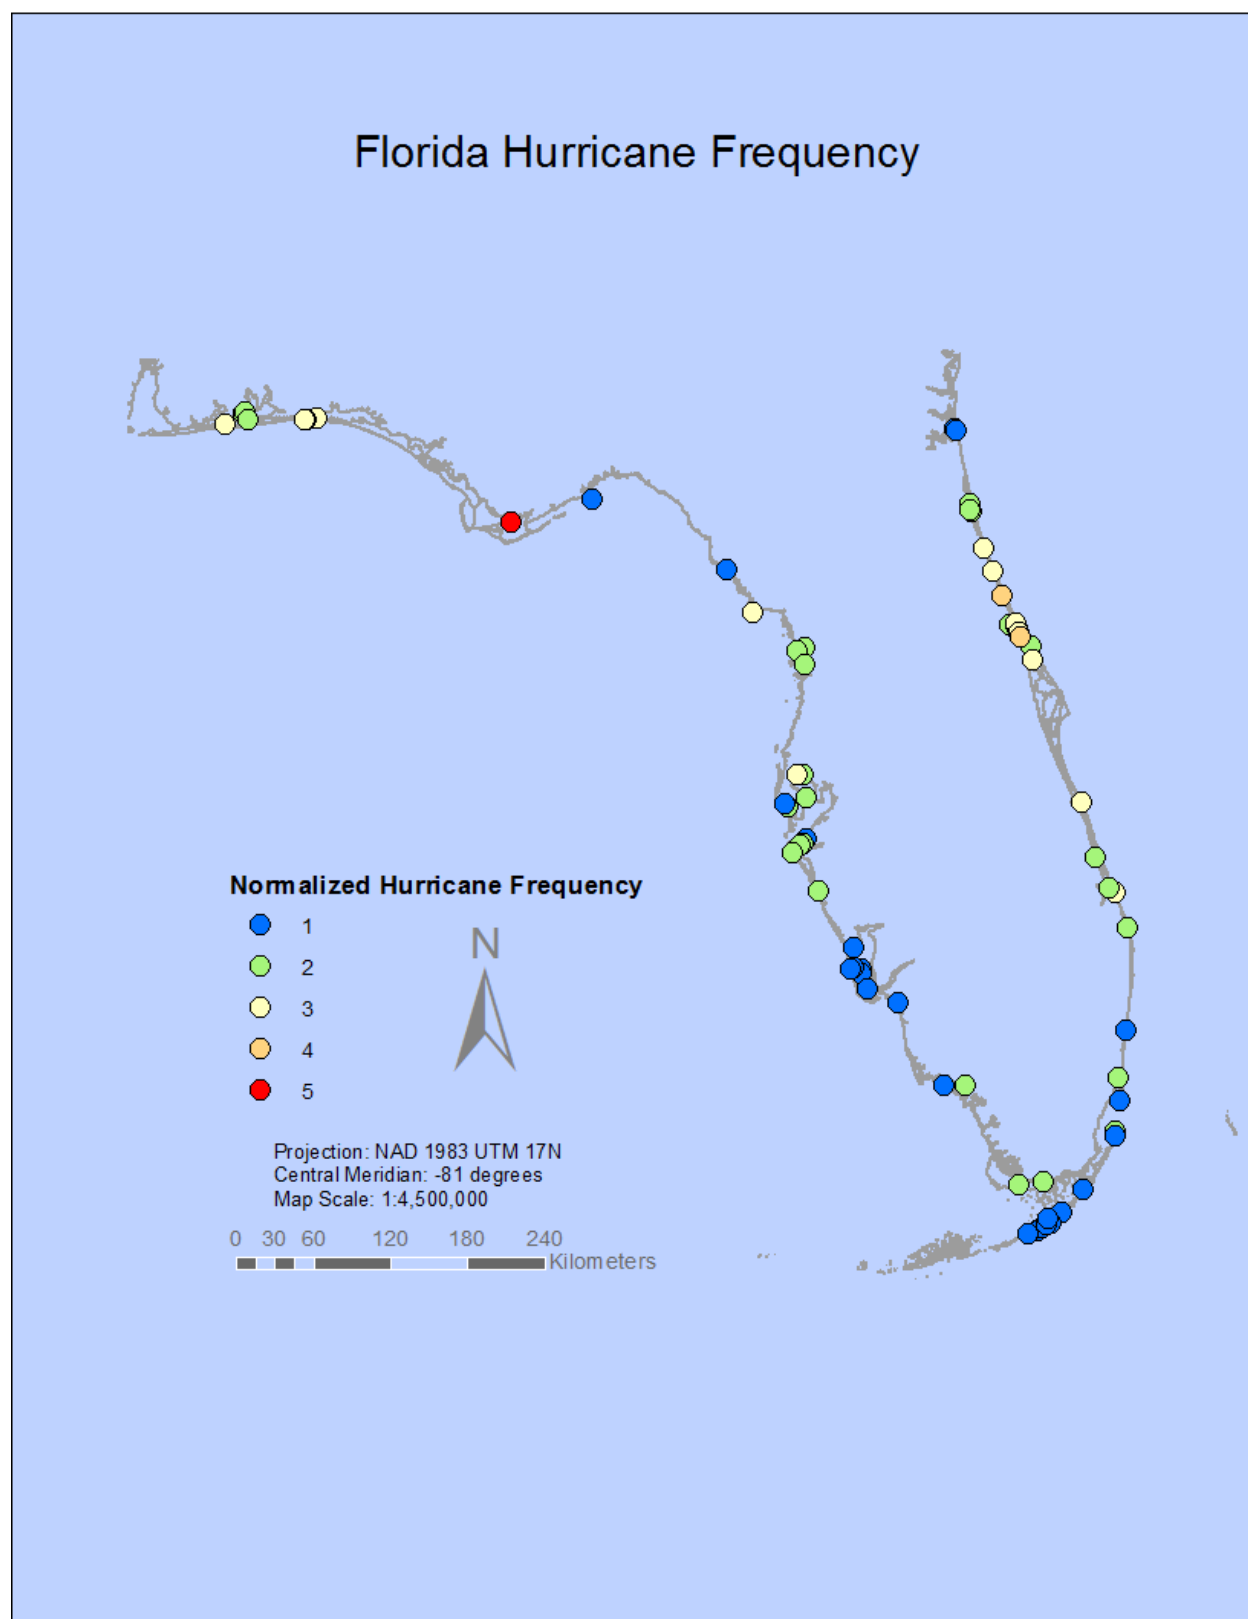 Florida Hurricane Frequency
Normalized Hurricane Frequency
1
2
3
4
5
N
Projection: NAD 1983 UTM 17N
Central Meridian: -81 degrees
Map Scale: 1:4,500,000
0 30 60 120 180 240
Kilometers